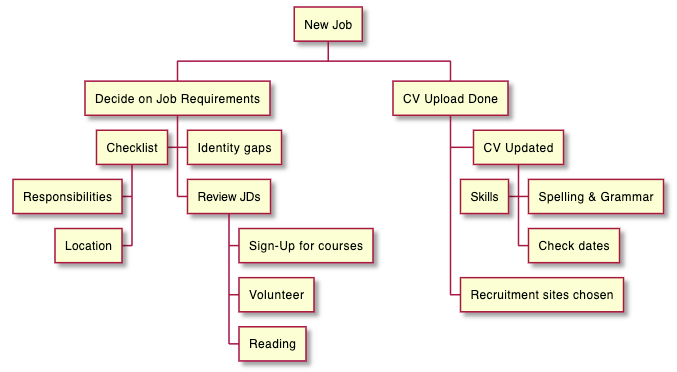 New Job
Decide on Job Requirements
CV Upload Done
Checklist
Identity gaps
CV Updated
Responsibilities
Review JDs
Skills
Spelling & Grammar
Location
Sign-Up for courses
Check dates
Volunteer
Recruitment sites chosen
Reading